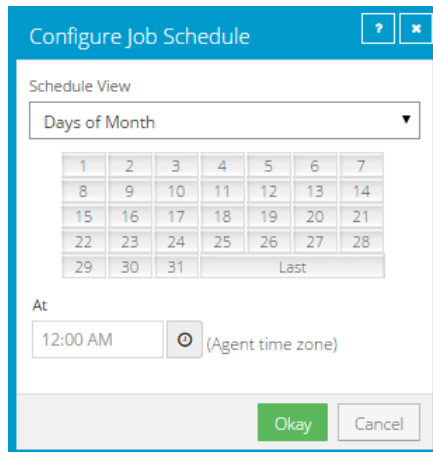 Configure Job Schedule ? ×
Schedule View
Days of Month
1 2 3 4 5 6 7
8 9 10 11 12 13 14
15 16 17 18 19 20 21
22 23 24 25 26 27 28
29 30 31 Last
At
12:00 AM (Agent time zone)
Okay Cancel